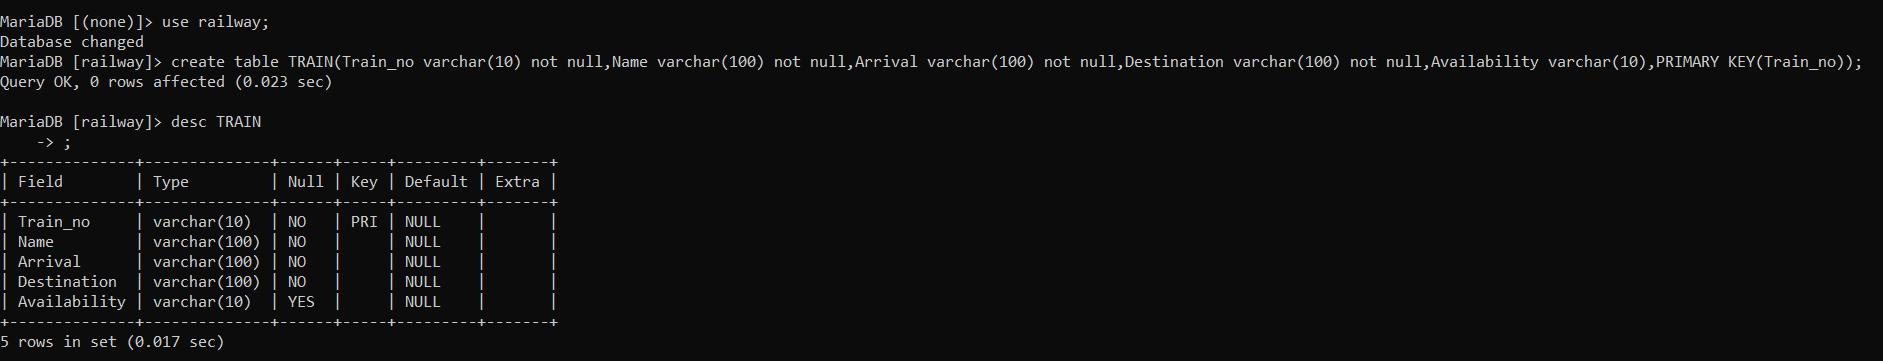 MariaDB [(none)]> use railway;
Database changed
MariaDB [railway]> create table TRAIN(Train_no varchar(10) not null,Name varchar(100) not null,Arrival varchar(100) not null,Destination varchar(100) not null,Availability varchar(10),PRIMARY KEY(Train_no));
Query OK, 0 rows affected (0.023 sec)

MariaDB [railway]> desc TRAIN
    -> ;
+--------------+--------------+------+-----+---------+-------+
| Field        | Type         | Null | Key | Default | Extra |
+--------------+--------------+------+-----+---------+-------+
| Train_no     | varchar(10)  | NO   | PRI | NULL    |       |
| Name         | varchar(100) | NO   |     | NULL    |       |
| Arrival      | varchar(100) | NO   |     | NULL    |       |
| Destination  | varchar(100) | NO   |     | NULL    |       |
| Availability | varchar(10)  | YES  |     | NULL    |       |
+--------------+--------------+------+-----+---------+-------+
5 rows in set (0.017 sec)